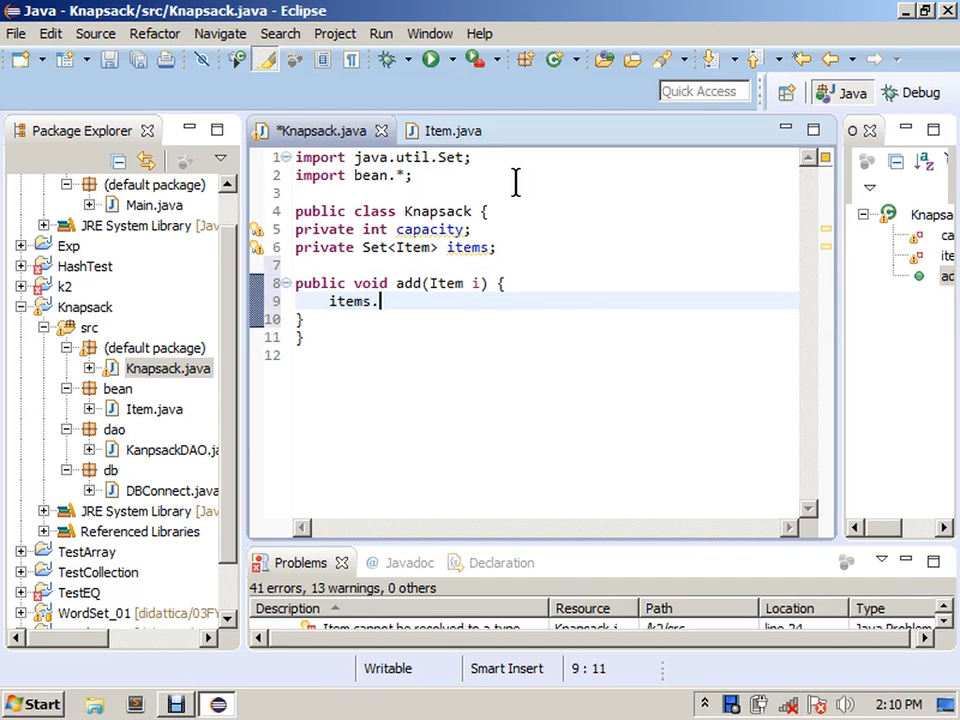 Java - Knapsack/src/Knapsack.java - Eclipse
File Edit Source Refactor Navigate Search Project Run Window Help
Quick Access Java Debug
Package Explorer
*Knapsack.java Item.java
(default package)
Main.java
JRE System Library [Jav
Exp
HashTest
k2
Knapsack
src
(default package)
Knapsack.java
bean
Item.java
dao
KanpsackDAO.ja
db
DBConnect.java
JRE System Library [Jav
Referenced Libraries
TestArray
TestCollection
TestEQ
WordSet_01 [didattica/03FY
1 import java.util.Set;
2 import bean.*;
3
4 public class Knapsack {
5 private int capacity;
6 private Set<Item> items;
7
8 public void add(Item i) {
9 items.
10 }
11 }
12
O
Knapsa
ca
ite
ad
Problems @ Javadoc Declaration
41 errors, 13 warnings, 0 others
Description Resource Path Location Type
Item cannot be resolved to a type Knapsack.j /k2/src line 24 Java Problem
Writable Smart Insert 9 : 11
Start 2:10 PM